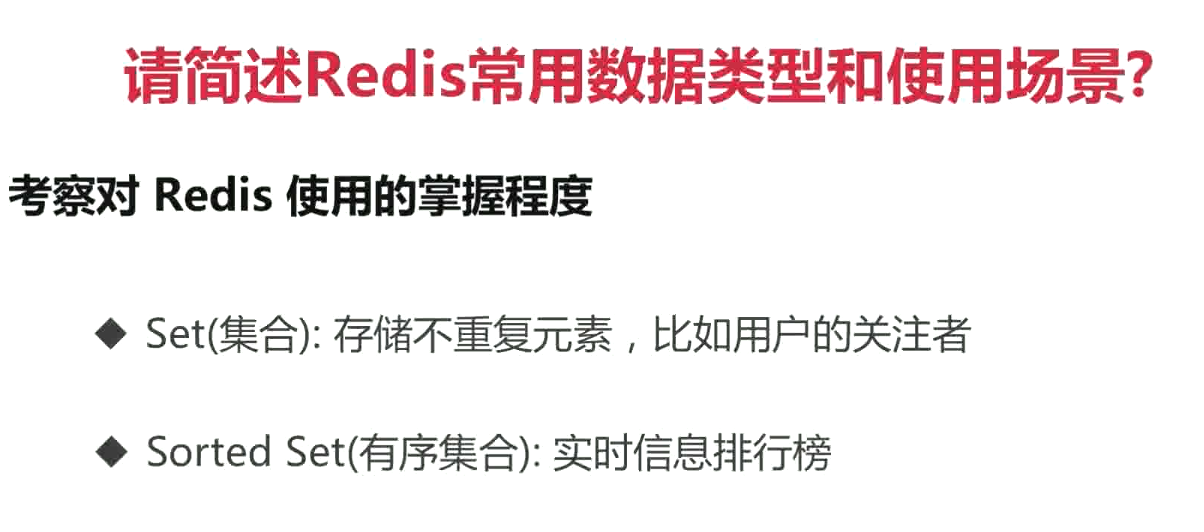 请简述Redis常用数据类型和使用场景?
考察对 Redis 使用的掌握程度
◆ Set(集合): 存储不重复元素，比如用户的关注者
◆ Sorted Set(有序集合): 实时信息排行榜